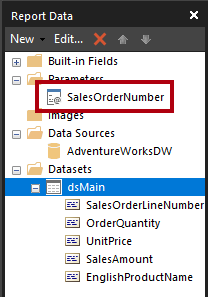 Report Data
New Edit...
Built-in Fields
Parameters
SalesOrderNumber
Images
Data Sources
AdventureWorksDW
Datasets
dsMain
SalesOrderLineNumber
OrderQuantity
UnitPrice
SalesAmount
EnglishProductName